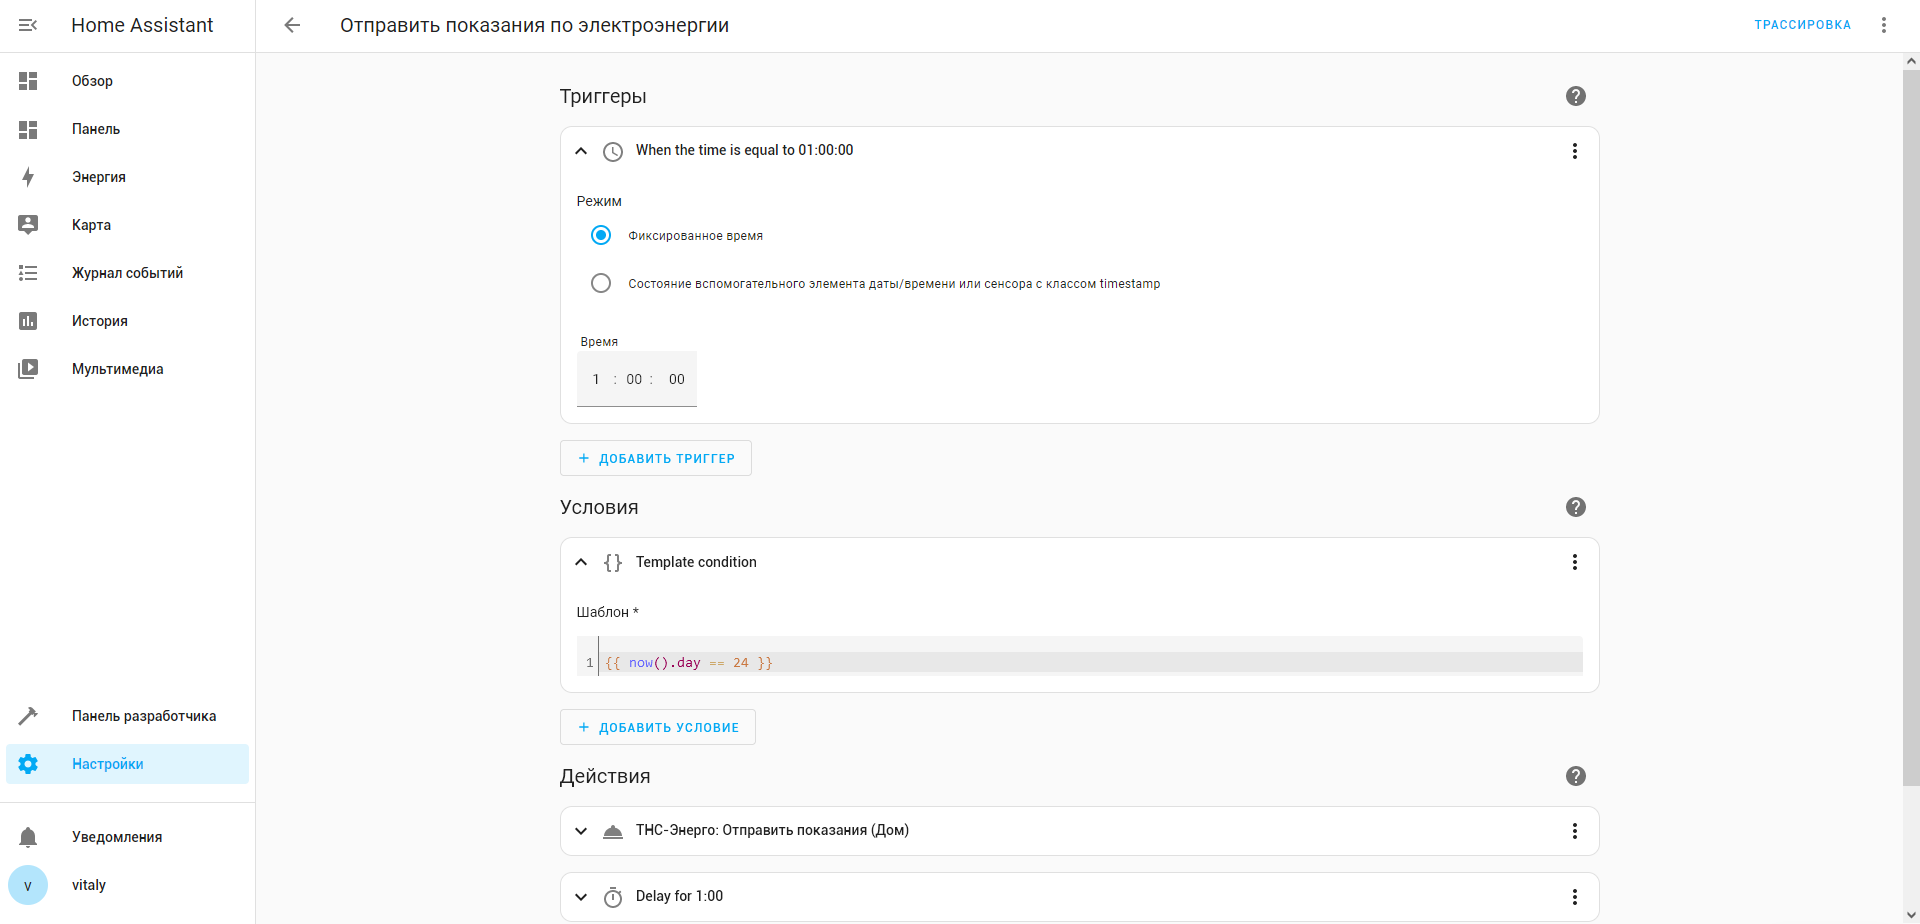 Home Assistant
Отправить показания по электроэнергии
ТРАССИРОВКА
Обзор
Панель
Энергия
Карта
Журнал событий
История
Мультимедиа
Панель разработчика
Настройки
Уведомления
v
vitaly
Триггеры
When the time is equal to 01:00:00
Режим
Фиксированное время
Состояние вспомогательного элемента даты/времени или сенсора с классом timestamp
Время
1 : 00 : 00
ДОБАВИТЬ ТРИГГЕР
Условия
Template condition
Шаблон *
1 {{ now().day == 24 }}
ДОБАВИТЬ УСЛОВИЕ
Действия
ТНС-Энерго: Отправить показания (Дом)
Delay for 1:00